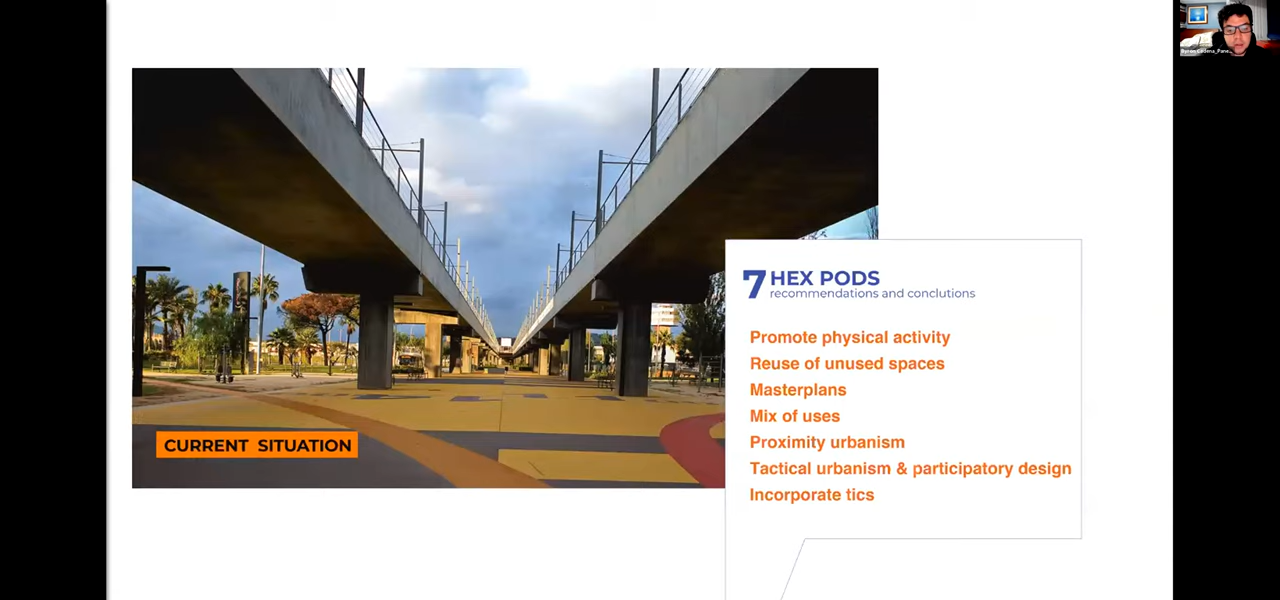 CURRENT SITUATION
7 HEX PODS
recommendations and conclutions
Promote physical activity
Reuse of unused spaces
Masterplans
Mix of uses
Proximity urbanism
Tactical urbanism & participatory design
Incorporate tics